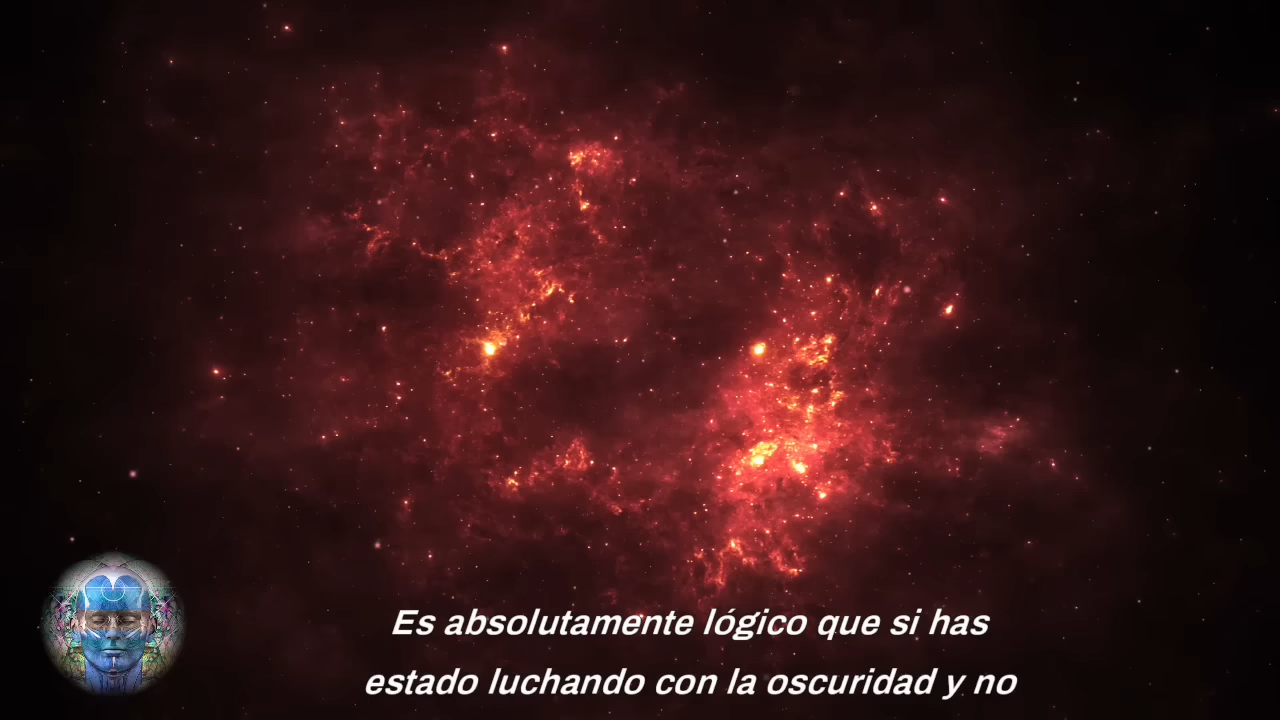 Es absolutamente lógico que si has
estado luchando con la oscuridad y no